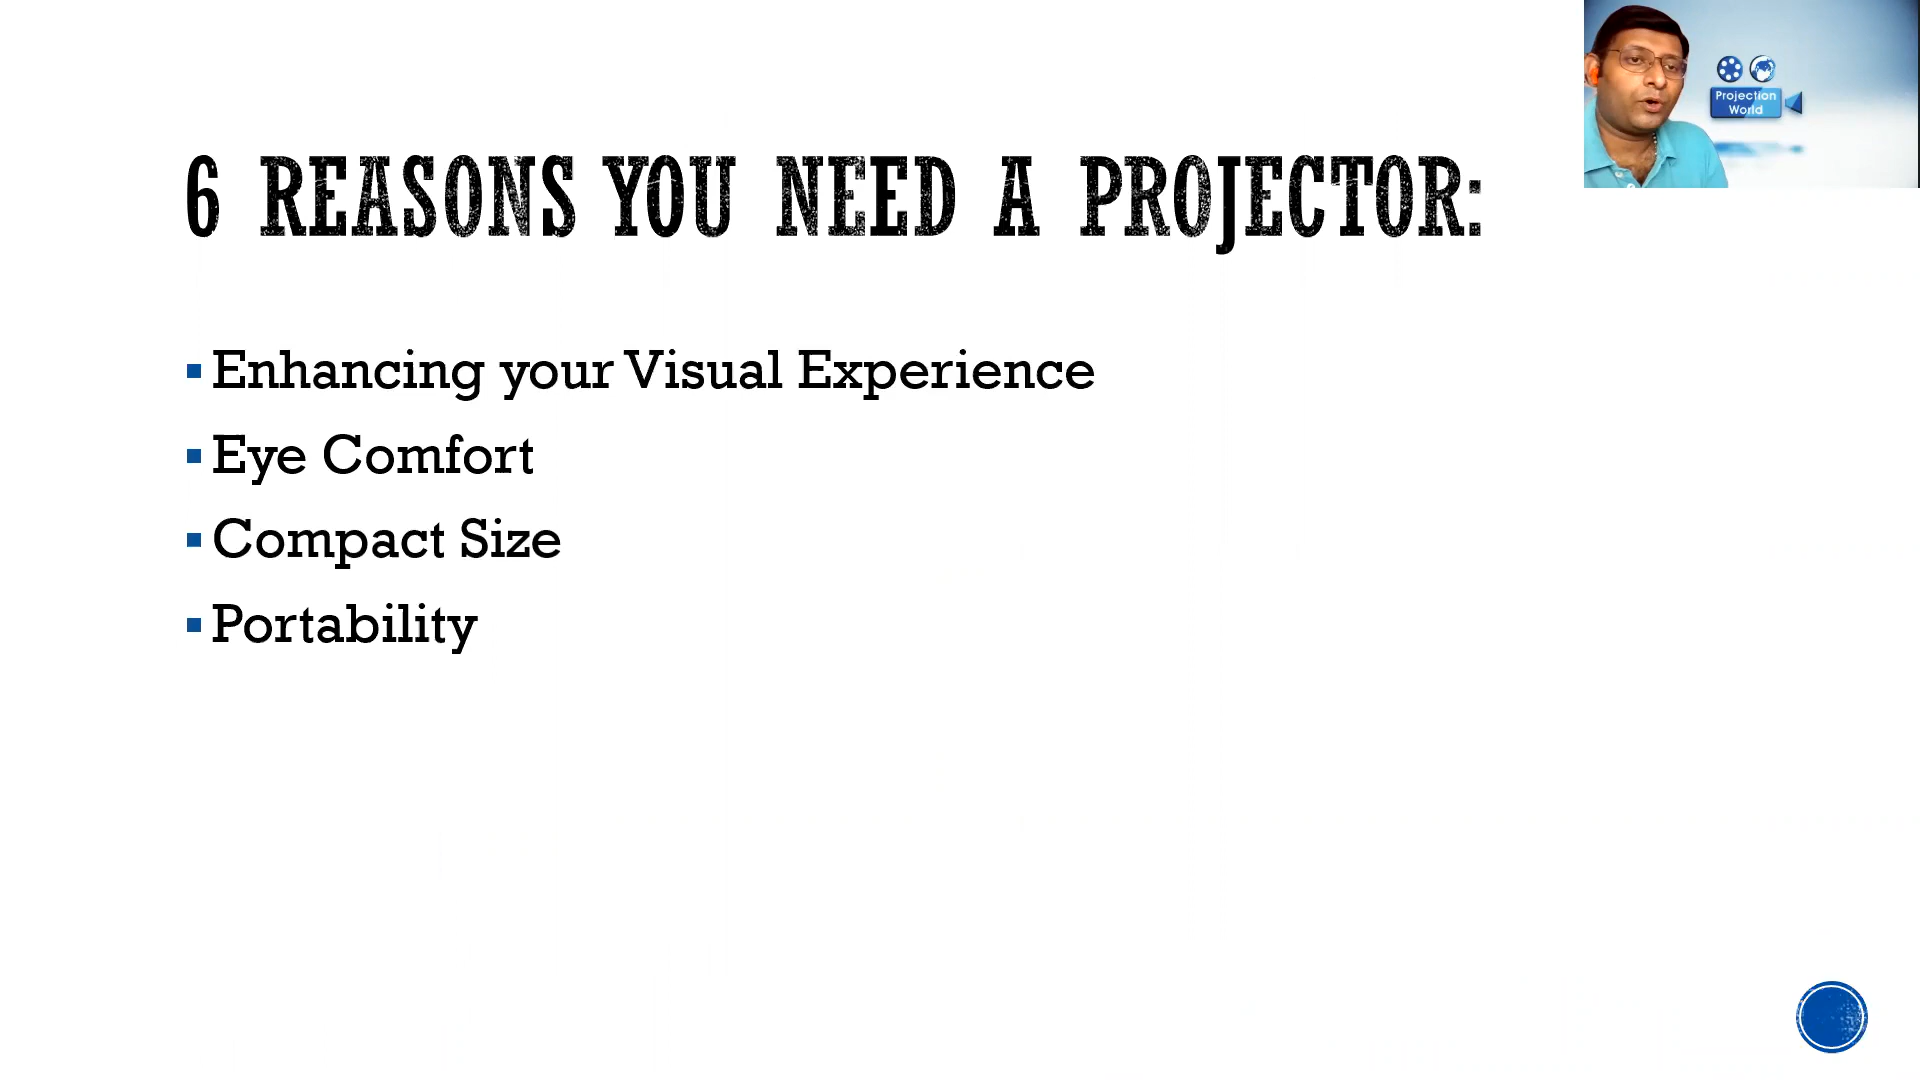 6 REASONS YOU NEED A PROJECTOR:
Projection
World
Enhancing your Visual Experience
Eye Comfort
Compact Size
Portability